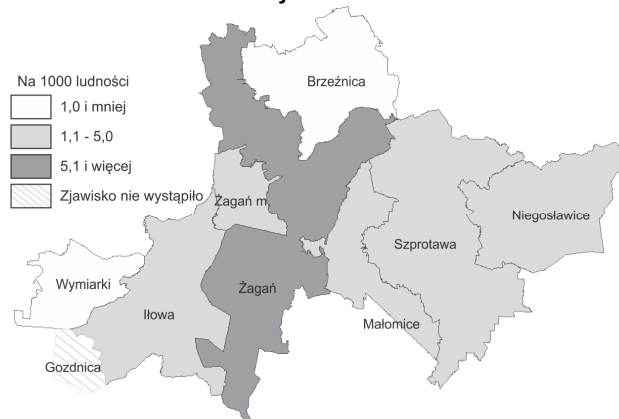 Na 1000 ludności
1,0 i mniej
1,1 - 5,0
5,1 i więcej
Zjawisko nie wystąpiło
Brzeźnica
Żagań m.
Niegosławice
Szprotawa
Wymiarki
Żagań
Iłowa
Małomice
Gozdnica